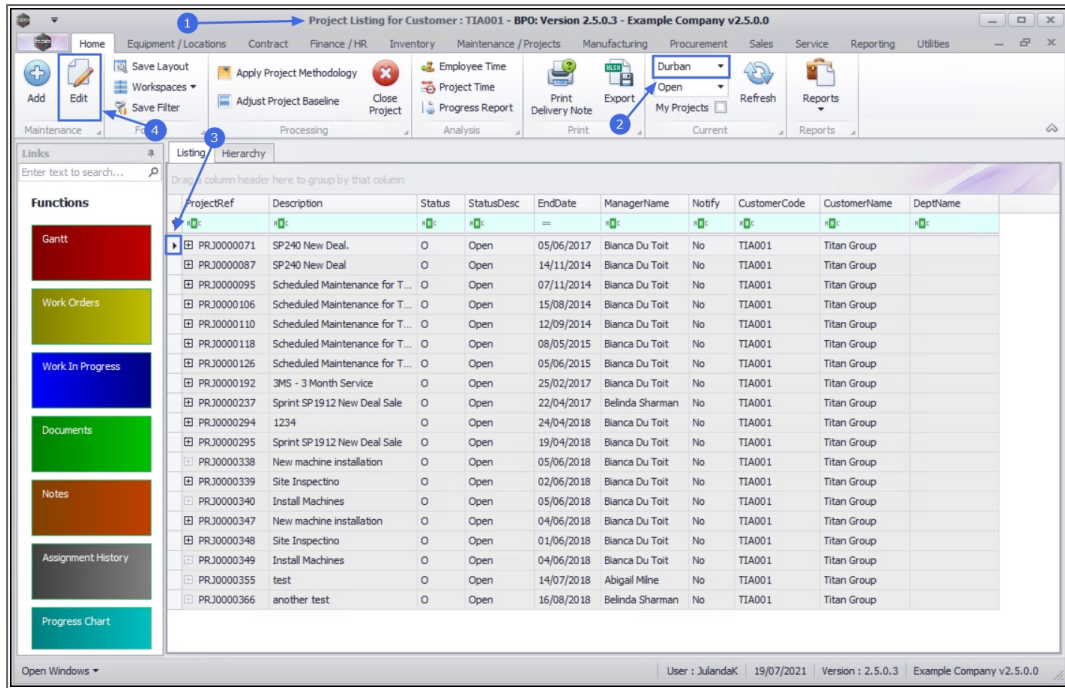 1 Project Listing for Customer : TIA001 - BPO: Version 2.5.0.3 - Example Company v2.5.0.0
Home Equipment / Locations Contract Finance / HR Inventory Maintenance / Projects Manufacturing Procurement Sales Service Reporting Utilities
Add Edit Save Layout Workspaces Save Filter
Apply Project Methodology Adjust Project Baseline Close Project
Employee Time Project Time Progress Report
Print Delivery Note Export
Durban Open My Projects Refresh Reports
Maintenance 4 Processing Analysis Print 2 Current Reports
3
Links Listing Hierarchy
Enter text to search... Drag a column header here to group by that column
Functions
ProjectRef Description Status StatusDesc EndDate ManagerName Notify CustomerCode CustomerName DeptName
PRJ0000071 SP240 New Deal. O Open 05/06/2017 Bianca Du Toit No TIA001 Titan Group
PRJ0000087 SP240 New Deal O Open 14/11/2014 Bianca Du Toit No TIA001 Titan Group
PRJ0000095 Scheduled Maintenance for T... O Open 07/11/2014 Bianca Du Toit No TIA001 Titan Group
PRJ0000106 Scheduled Maintenance for T... O Open 15/08/2014 Bianca Du Toit No TIA001 Titan Group
PRJ0000110 Scheduled Maintenance for T... O Open 12/09/2014 Bianca Du Toit No TIA001 Titan Group
PRJ0000118 Scheduled Maintenance for T... O Open 08/05/2015 Bianca Du Toit No TIA001 Titan Group
PRJ0000126 Scheduled Maintenance for T... O Open 05/06/2015 Bianca Du Toit No TIA001 Titan Group
PRJ0000192 3MS - 3 Month Service O Open 25/02/2017 Bianca Du Toit No TIA001 Titan Group
PRJ0000237 Sprint SP1912 New Deal Sale O Open 22/04/2017 Belinda Sharman No TIA001 Titan Group
PRJ0000294 1234 O Open 24/04/2018 Bianca Du Toit No TIA001 Titan Group
PRJ0000295 Sprint SP1912 New Deal Sale O Open 19/04/2018 Bianca Du Toit No TIA001 Titan Group
PRJ0000338 New machine installation O Open 05/06/2018 Bianca Du Toit No TIA001 Titan Group
PRJ0000339 Site Inspectino O Open 02/06/2018 Bianca Du Toit No TIA001 Titan Group
PRJ0000340 Install Machines O Open 05/06/2018 Bianca Du Toit No TIA001 Titan Group
PRJ0000347 New machine installation O Open 04/06/2018 Bianca Du Toit No TIA001 Titan Group
PRJ0000348 Site Inspectino O Open 01/06/2018 Bianca Du Toit No TIA001 Titan Group
PRJ0000349 Install Machines O Open 04/06/2018 Bianca Du Toit No TIA001 Titan Group
PRJ0000355 test O Open 14/07/2018 Abigail Milne No TIA001 Titan Group
PRJ0000366 another test O Open 16/08/2018 Belinda Sharman No TIA001 Titan Group
Gantt
Work Orders
Work In Progress
Documents
Notes
Assignment History
Progress Chart
Open Windows User : JulandaK 19/07/2021 Version : 2.5.0.3 Example Company v2.5.0.0